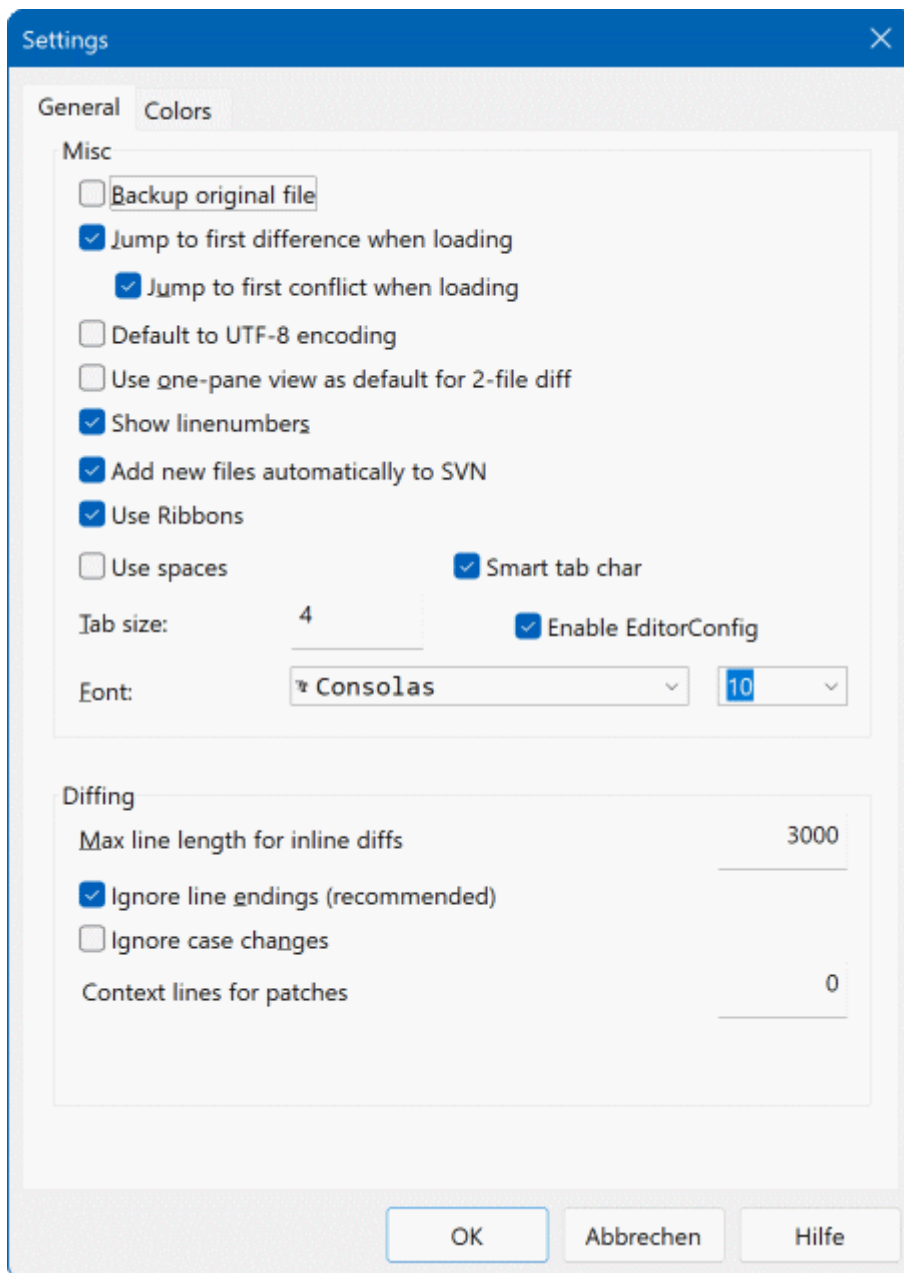 Settings
General
Colors
Misc
Backup original file
Jump to first difference when loading
Jump to first conflict when loading
Default to UTF-8 encoding
Use one-pane view as default for 2-file diff
Show linenumbers
Add new files automatically to SVN
Use Ribbons
Use spaces
Smart tab char
Tab size:
4
Enable EditorConfig
Font:
Consolas
10
Diffing
Max line length for inline diffs
3000
Ignore line endings (recommended)
Ignore case changes
Context lines for patches
0
OK
Abbrechen
Hilfe